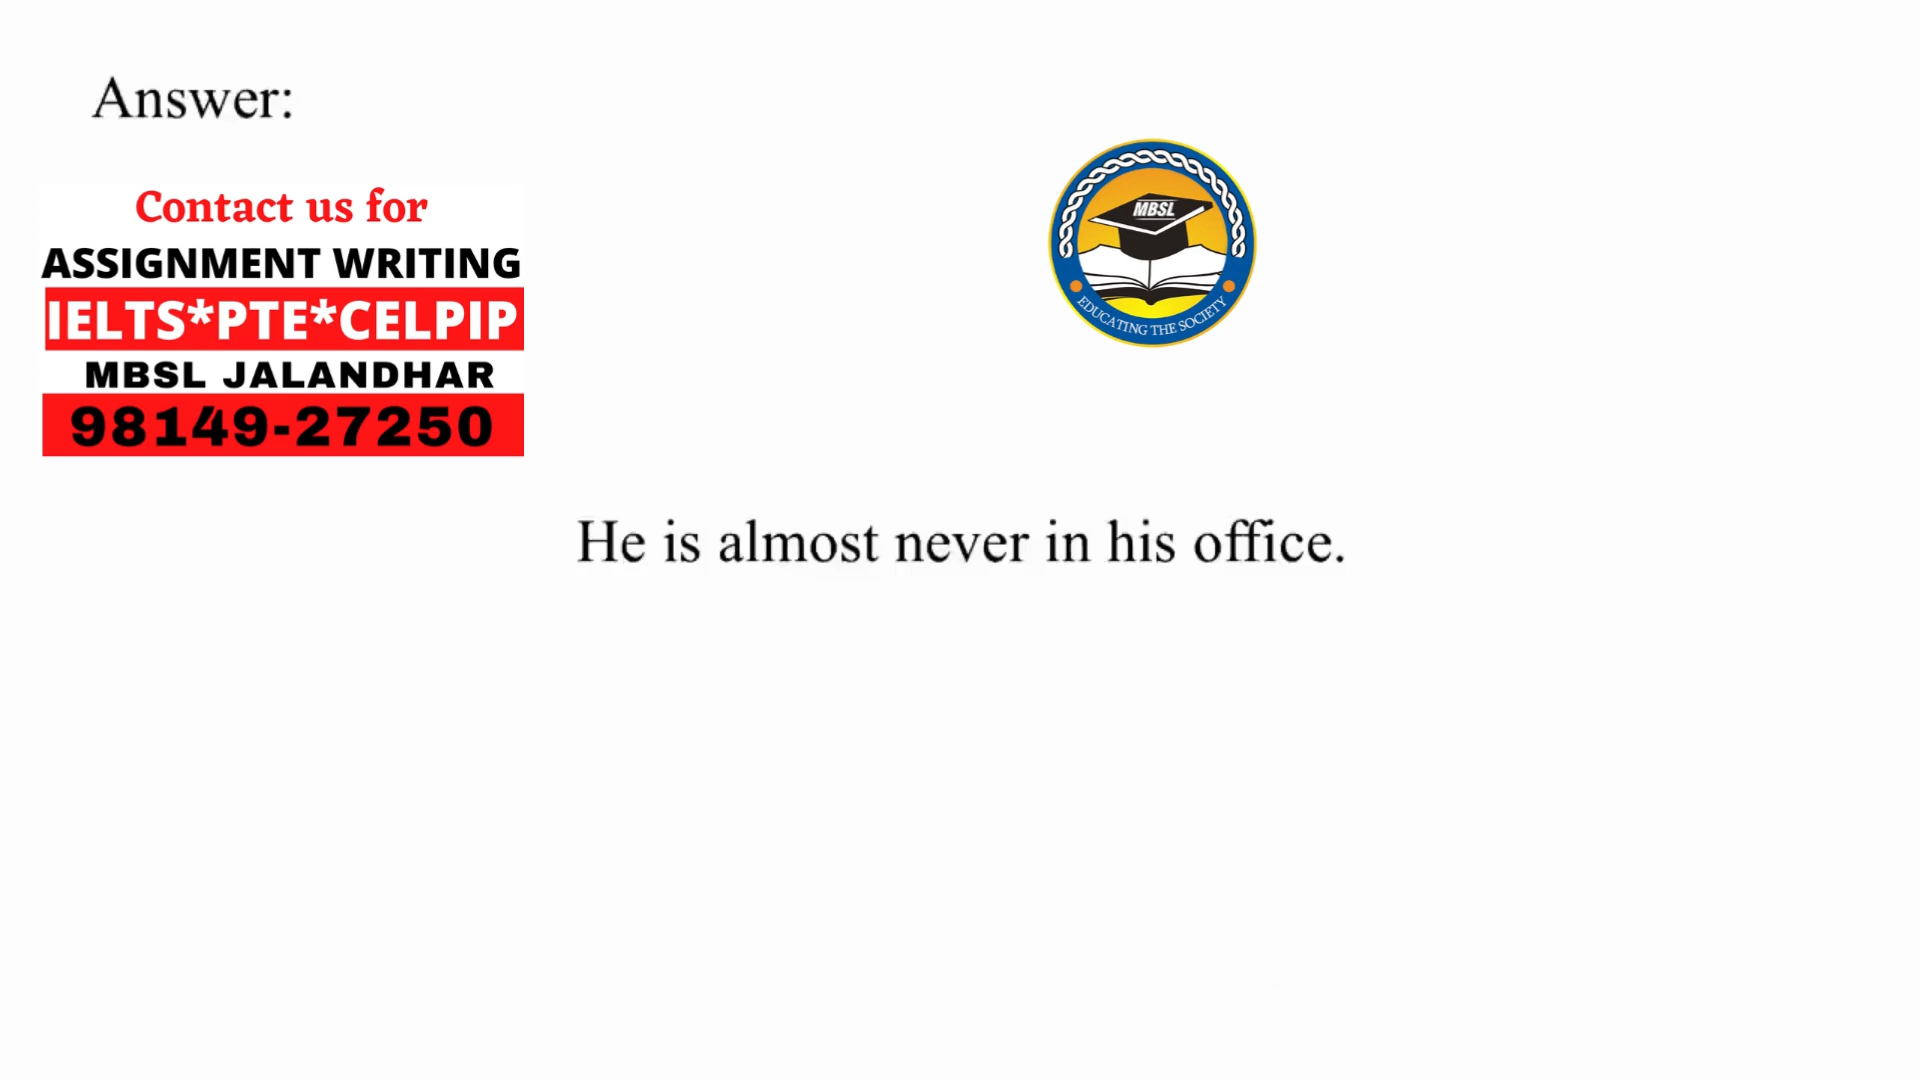 Answer:
Contact us for
ASSIGNMENT WRITING
IELTS*PTE*CELPIP
MBSL JALANDHAR
98149-27250
MBSL
EDUCATING THE SOCIETY
He is almost never in his office.